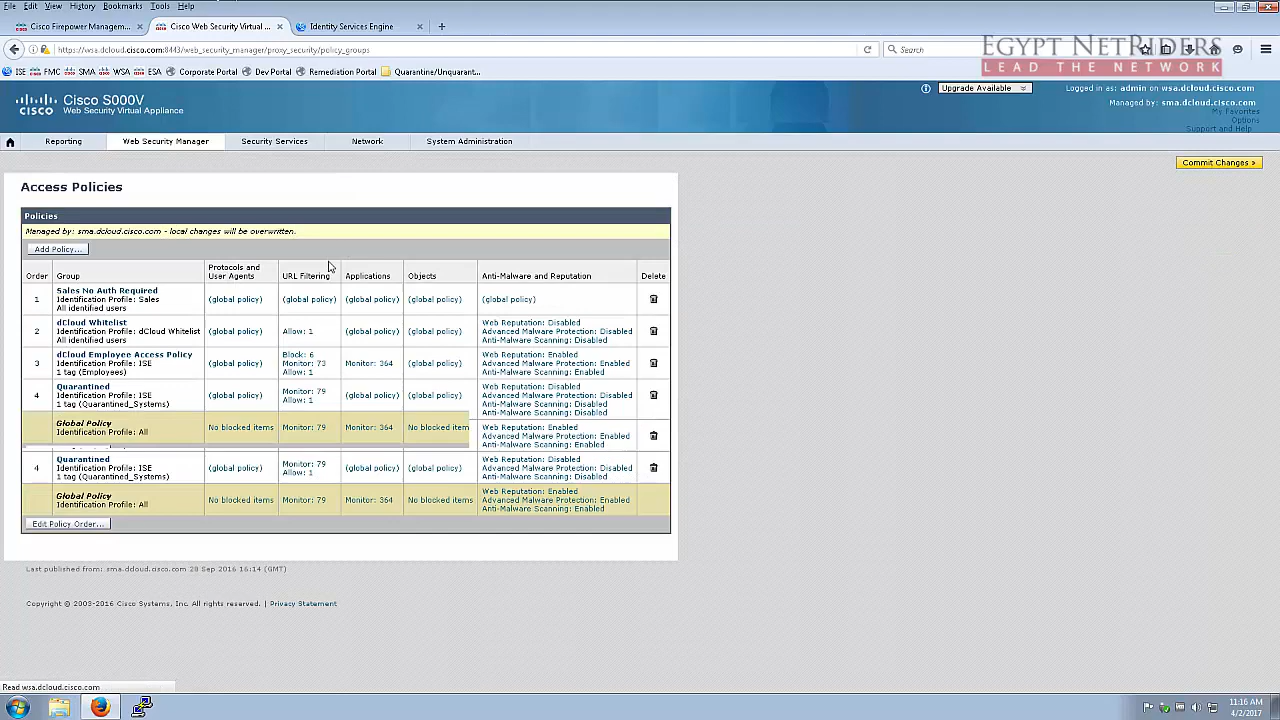 File Edit View History Bookmarks Tools Help
Cisco Firepower Managem... × Cisco Web Security Virtual ... × Identity Services Engine × +
https://wsa.dcloud.cisco.com:8443/web_security_manager/proxy_security/policy_groups Search
EGYPT NETRIDERS
LEAD THE NETWORK
ISE FMC SMA WSA ESA Corporate Portal Dev Portal Remediation Portal Quarantine/Unquarant...
Cisco S000V
Web Security Virtual Appliance
cisco
Upgrade Available
Logged in as: admin on wsa.dcloud.cisco.com
Managed by: sma.dcloud.cisco.com
My Favorites
Options
Support and Help
Reporting Web Security Manager Security Services Network System Administration
Commit Changes »
Access Policies
Policies
Managed by: sma.dcloud.cisco.com - local changes will be overwritten.
Add Policy...
Order Group Protocols and User Agents URL Filtering Applications Objects Anti-Malware and Reputation Delete
1 Sales No Auth Required (global policy) (global policy) (global policy) (global policy) (global policy)
Identification Profile: Sales
All identified users
2 dCloud Whitelist (global policy) Allow: 1 (global policy) (global policy) Web Reputation: Disabled
Identification Profile: dCloud Whitelist Advanced Malware Protection: Disabled
All identified users Anti-Malware Scanning: Disabled
3 dCloud Employee Access Policy (global policy) Block: 6 Monitor: 364 (global policy) Web Reputation: Enabled
Identification Profile: ISE Monitor: 73 Advanced Malware Protection: Enabled
1 tag (Employees) Allow: 1 Anti-Malware Scanning: Enabled
4 Quarantined (global policy) Monitor: 79 (global policy) (global policy) Web Reputation: Disabled
Identification Profile: ISE Allow: 1 Advanced Malware Protection: Disabled
1 tag (Quarantined_Systems) Anti-Malware Scanning: Disabled
Global Policy No blocked items Monitor: 79 Monitor: 364 No blocked items Web Reputation: Enabled
Identification Profile: All Advanced Malware Protection: Enabled
Anti-Malware Scanning: Enabled
4 Quarantined (global policy) Monitor: 79 (global policy) (global policy) Web Reputation: Disabled
Identification Profile: ISE Allow: 1 Advanced Malware Protection: Disabled
1 tag (Quarantined_Systems) Anti-Malware Scanning: Disabled
Global Policy No blocked items Monitor: 79 Monitor: 364 No blocked items Web Reputation: Enabled
Identification Profile: All Advanced Malware Protection: Enabled
Anti-Malware Scanning: Enabled
Edit Policy Order...
Last published from: sma.dcloud.cisco.com 28 Sep 2016 16:14 (GMT)
Copyright © 2003-2016 Cisco Systems, Inc. All rights reserved. | Privacy Statement
Read wsa.dcloud.cisco.com
11:16 AM
4/2/2017